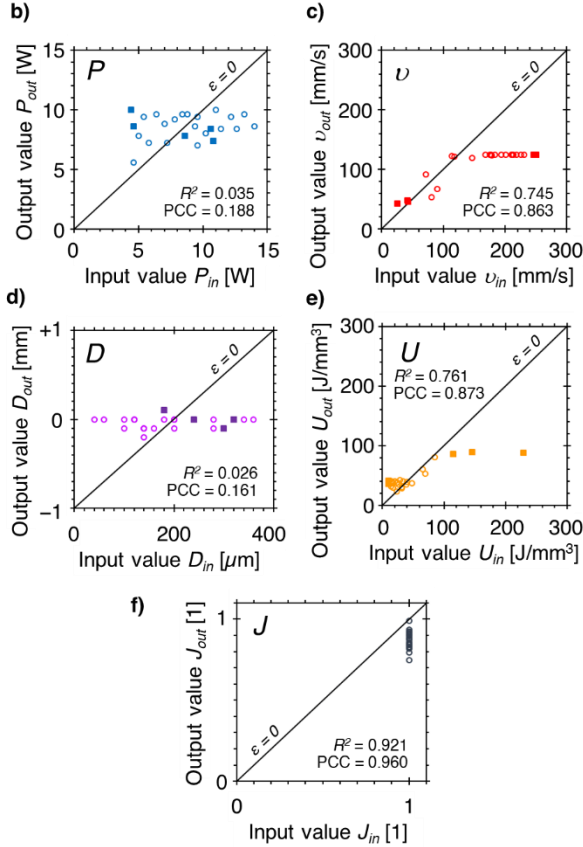 b)
Output value P_out [W]
15
10
5
0
P
ε = 0
R² = 0.035
PCC = 0.188
0 5 10 15
Input value P_in [W]
c)
Output value υ_out [mm/s]
300
200
100
0
υ
ε = 0
R² = 0.745
PCC = 0.863
0 100 200 300
Input value υ_in [mm/s]
d)
Output value D_out [mm]
+1
0
−1
D
ε = 0
R² = 0.026
PCC = 0.161
0 200 400
Input value D_in [µm]
e)
Output value U_out [J/mm³]
300
200
100
0
U
ε = 0
R² = 0.761
PCC = 0.873
0 100 200 300
Input value U_in [J/mm³]
f)
Output value J_out [1]
1
0
J
ε = 0
R² = 0.921
PCC = 0.960
0 1
Input value J_in [1]